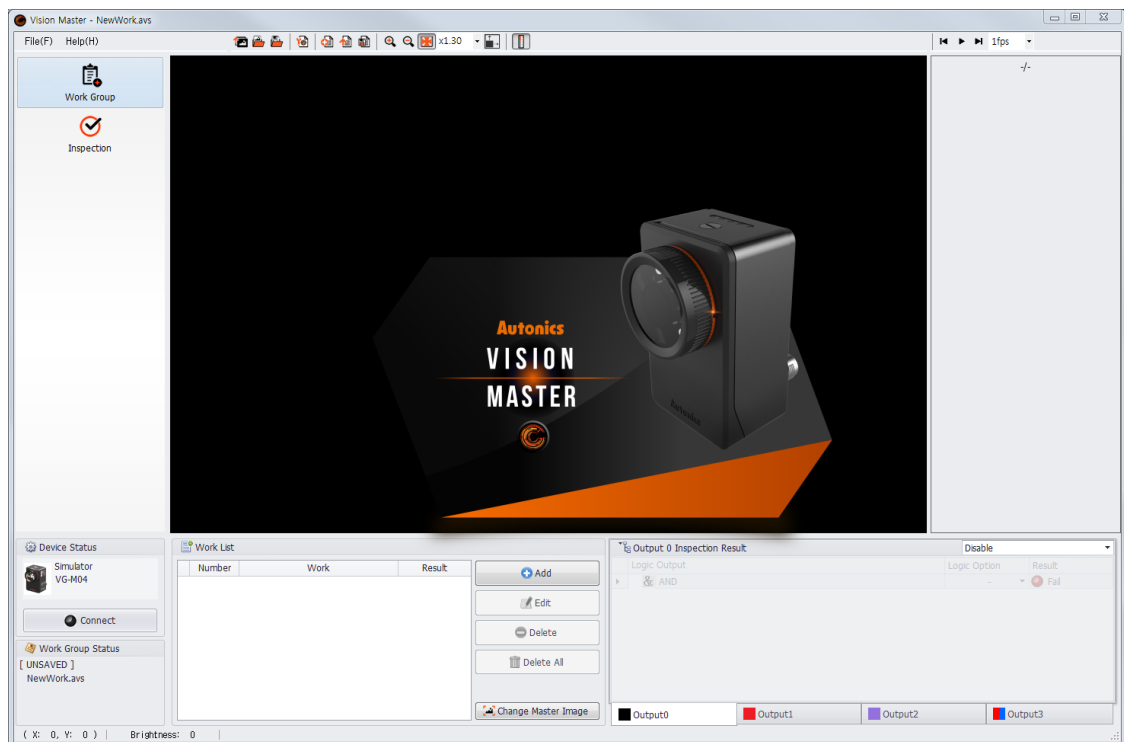 Vision Master - NewWork.avs
File(F) Help(H)
x1.30
1fps
Work Group
Inspection
-/-
Autonics
VISION
MASTER
Autonics
Device Status
Simulator
VG-M04
Connect
Work Group Status
[ UNSAVED ]
NewWork.avs
Work List
Number Work Result
Add
Edit
Delete
Delete All
Change Master Image
Output 0 Inspection Result Disable
Logic Output Logic Option Result
& AND - Fail
Output0 Output1 Output2 Output3
( X: 0, Y: 0 ) | Brightness: 0 |